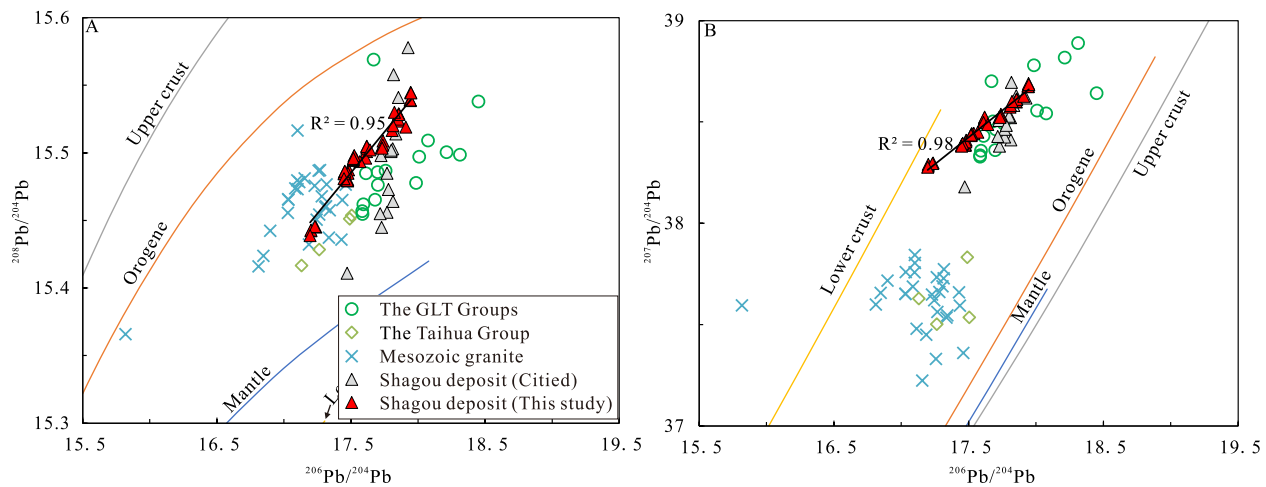 A
15.6
15.5
15.4
15.3
²⁰⁸Pb/²⁰⁴Pb
Upper crust
Orogene
R² = 0.95
Mantle
The GLT Groups
The Taihua Group
Mesozoic granite
Shagou deposit (Citied)
Shagou deposit (This study)
15.5
16.5
17.5
18.5
19.5
²⁰⁶Pb/²⁰⁴Pb
B
39
38
37
²⁰⁷Pb/²⁰⁴Pb
R² = 0.98
Lower crust
Orogene
Mantle
Upper crust
15.5
16.5
17.5
18.5
19.5
²⁰⁶Pb/²⁰⁴Pb